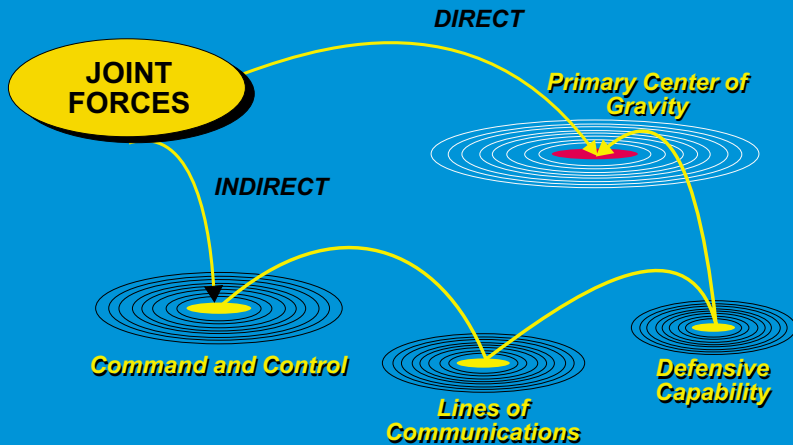 DIRECT
JOINT
FORCES
Primary Center of
Gravity
INDIRECT
Command and Control
Lines of
Communications
Defensive
Capability